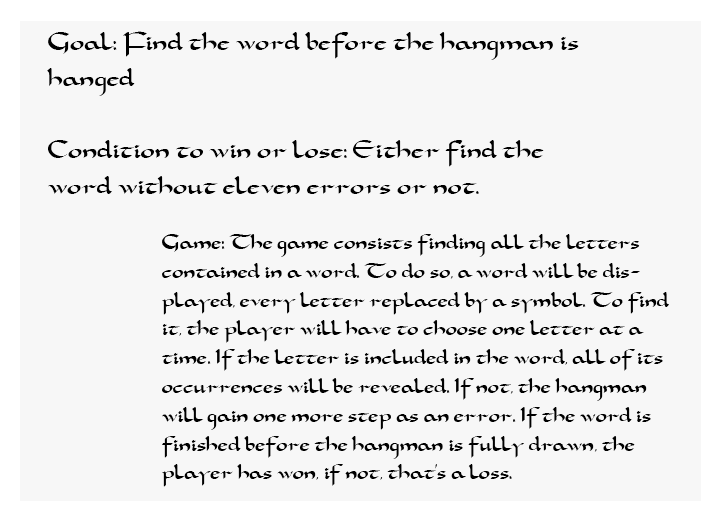 Goal: Find the word before the hangman is
hanged
Condition to win or lose: Either find the
word without eleven errors or not.
Game: The game consists finding all the letters
contained in a word. To do so, a word will be dis-
played, every letter replaced by a symbol. To find
it, the player will have to choose one letter at a
time. If the letter is included in the word, all of its
occurrences will be revealed. If not, the hangman
will gain one more step as an error. If the word is
finished before the hangman is fully drawn, the
player has won, if not, that's a loss.